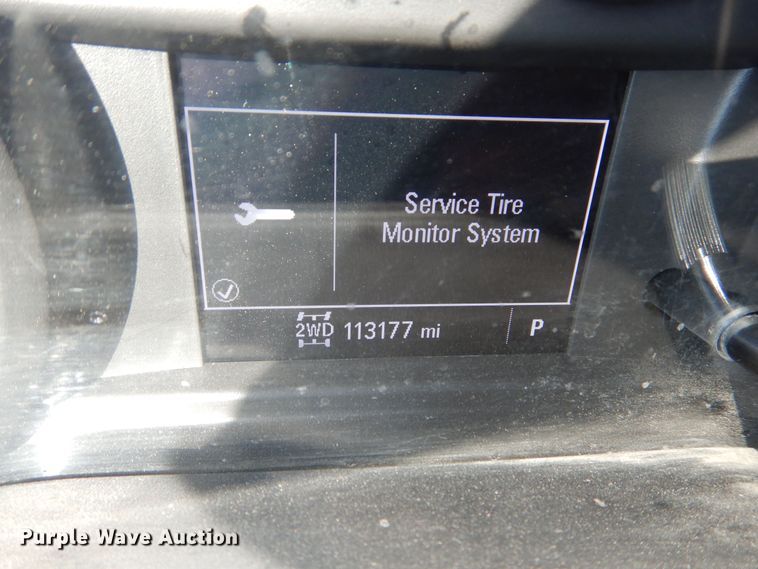 Service Tire
Monitor System
2WD 113177 mi P
Purple Wave Auction